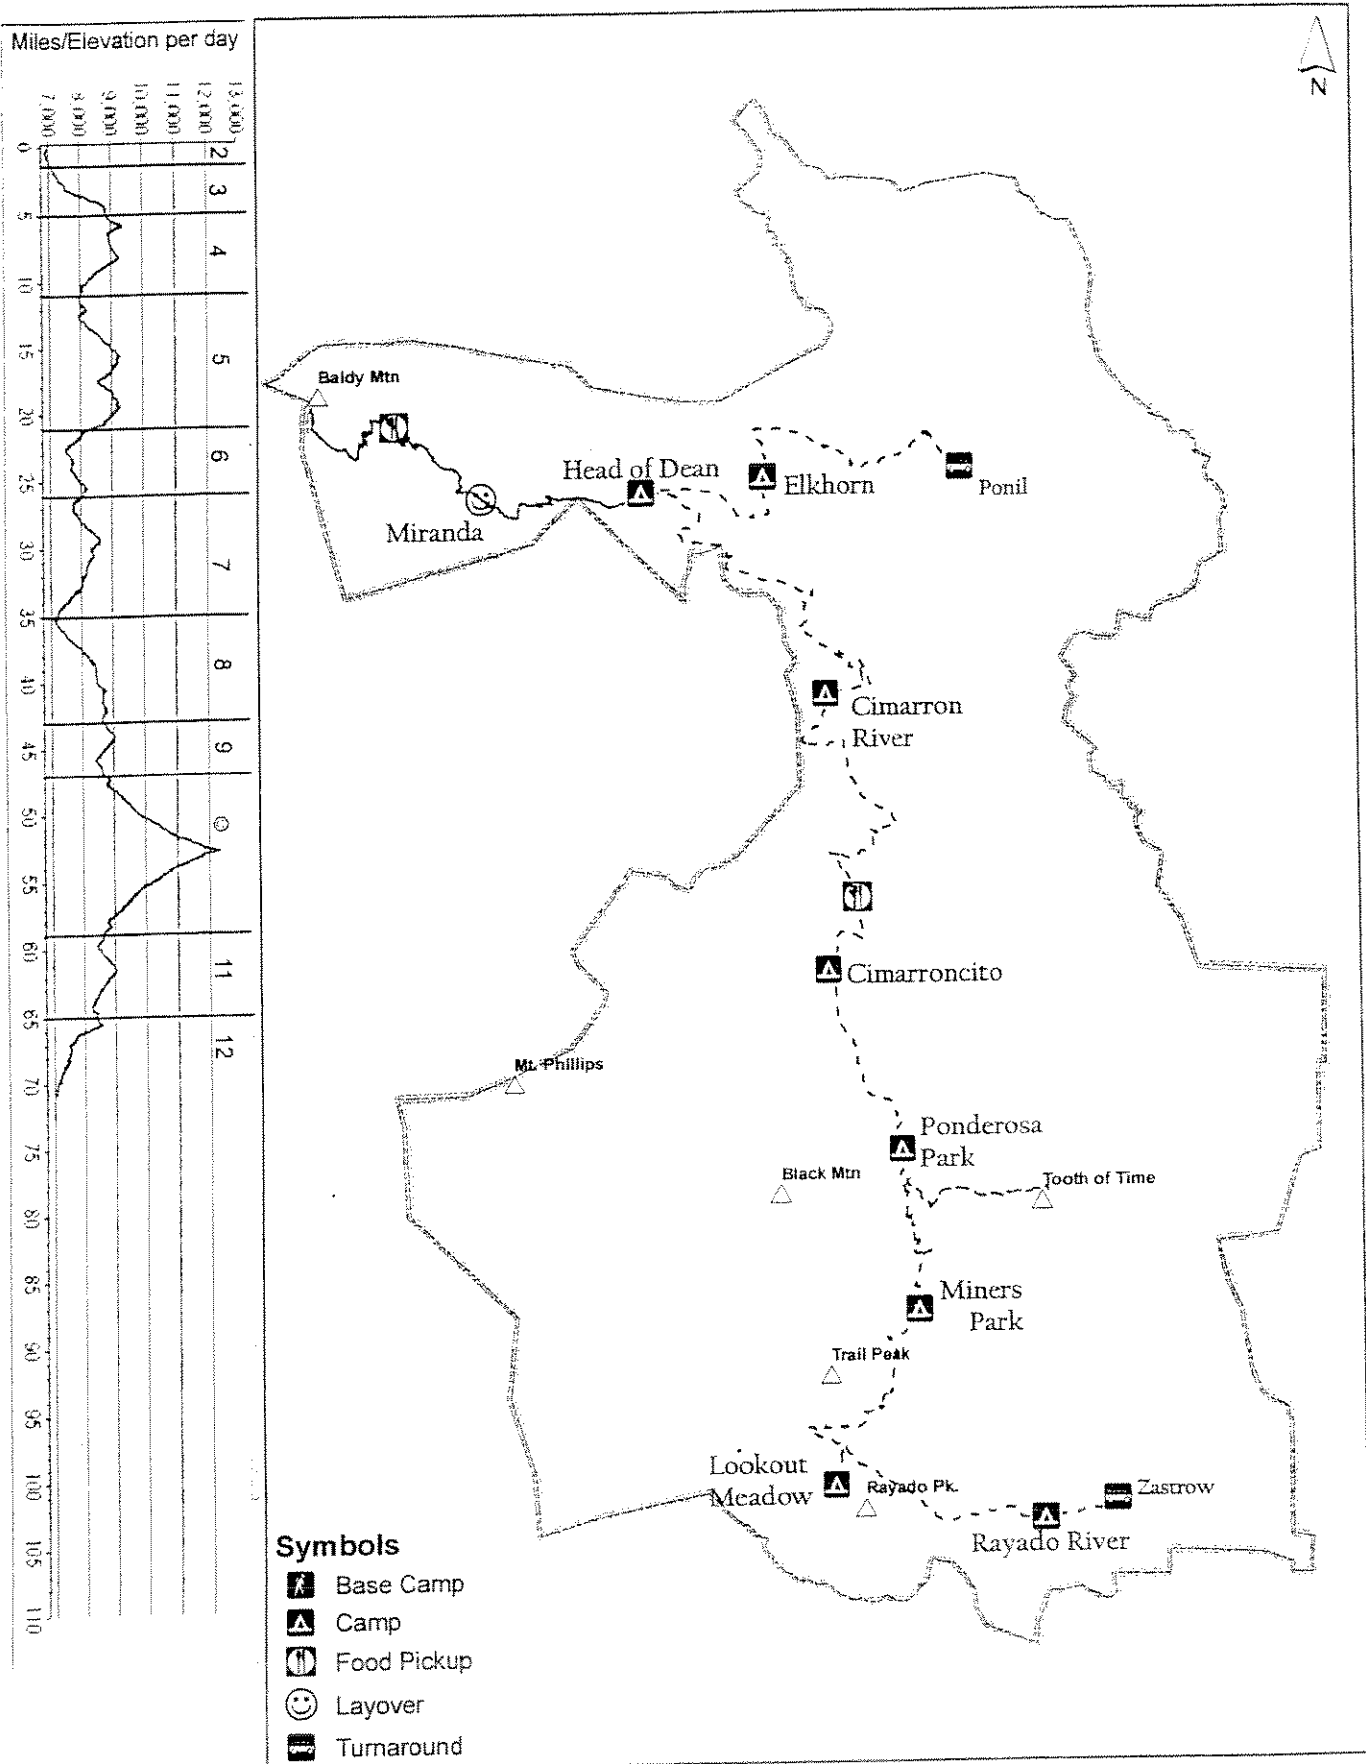 Miles/Elevation per day
13,000
12,000
11,000
10,000
9,000
8,000
7,000
2
3
4
5
6
7
8
9
☺
11
12
0
5
10
15
20
25
30
35
40
45
50
55
60
65
70
75
80
85
90
95
100
105
110
N
Baldy Mtn
Head of Dean
Elkhorn
Ponil
Miranda
Cimarron
River
Cimarroncito
Mt. Phillips
Ponderosa
Park
Black Mtn
Tooth of Time
Miners
Park
Trail Peak
Lookout
Meadow
Rayado Pk.
Zastrow
Rayado River
Symbols
Base Camp
Camp
Food Pickup
Layover
Turnaround